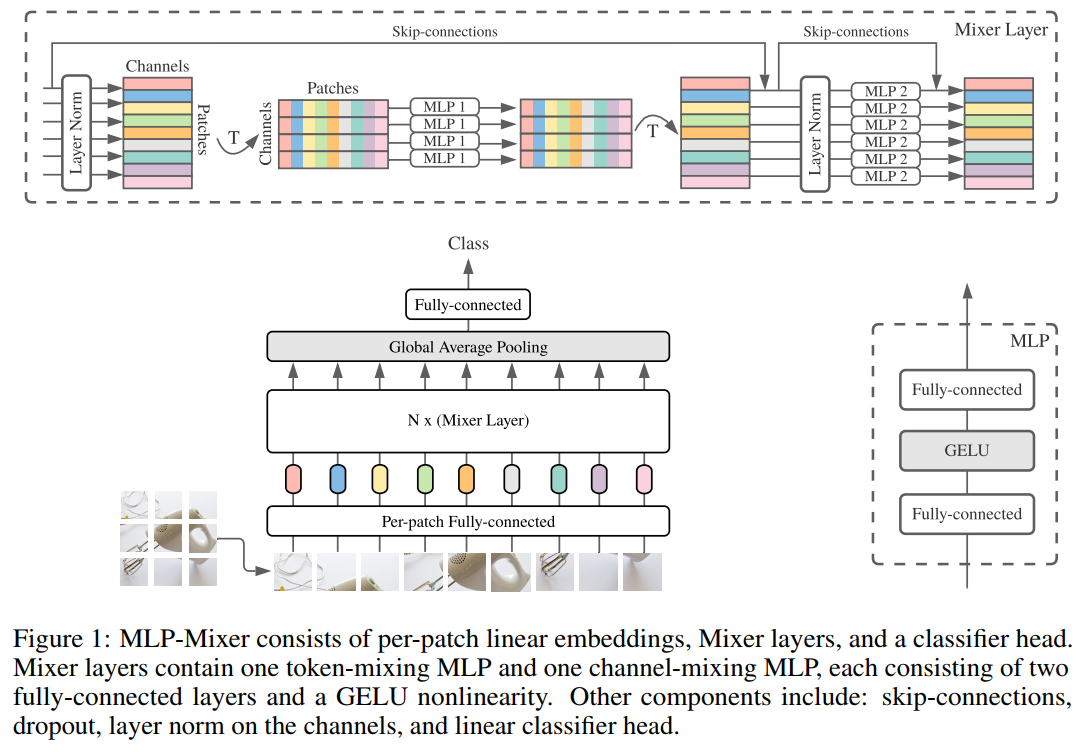 Skip-connections
Skip-connections
Mixer Layer
Channels
Patches
Layer Norm
Patches
T
Channels
MLP 1
MLP 1
MLP 1
MLP 1
T
Layer Norm
MLP 2
MLP 2
MLP 2
MLP 2
MLP 2
MLP 2
Class
Fully-connected
Global Average Pooling
N x (Mixer Layer)
Per-patch Fully-connected
MLP
Fully-connected
GELU
Fully-connected
Figure 1: MLP-Mixer consists of per-patch linear embeddings, Mixer layers, and a classifier head.
Mixer layers contain one token-mixing MLP and one channel-mixing MLP, each consisting of two
fully-connected layers and a GELU nonlinearity. Other components include: skip-connections,
dropout, layer norm on the channels, and linear classifier head.